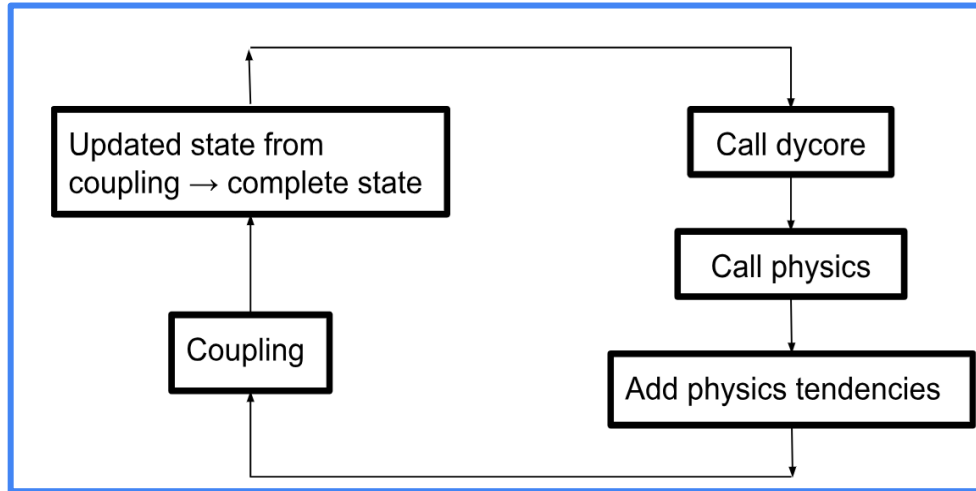 Updated state from
coupling → complete state
Coupling
Call dycore
Call physics
Add physics tendencies